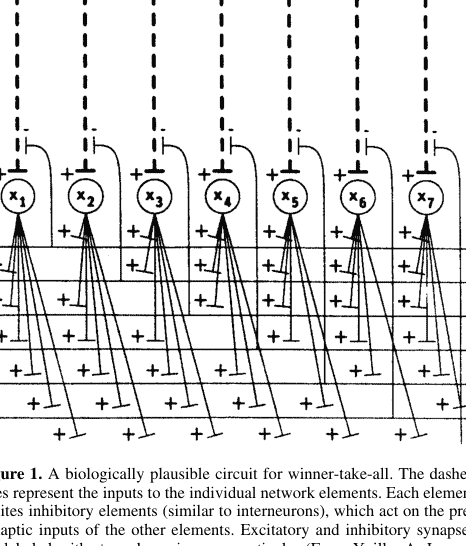 x1 x2 x3 x4 x5 x6 x7
ure 1. A biologically plausible circuit for winner-take-all. The dashe
es represent the inputs to the individual network elements. Each elemen
ites inhibitory elements (similar to interneurons), which act on the pre
aptic inputs of the other elements. Excitatory and inhibitory synapse